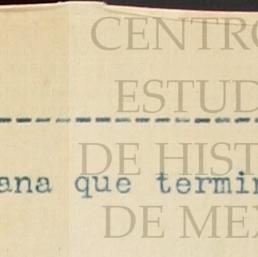 CENTRO
ESTUD
DE HIST
DE MEX
ana que termin